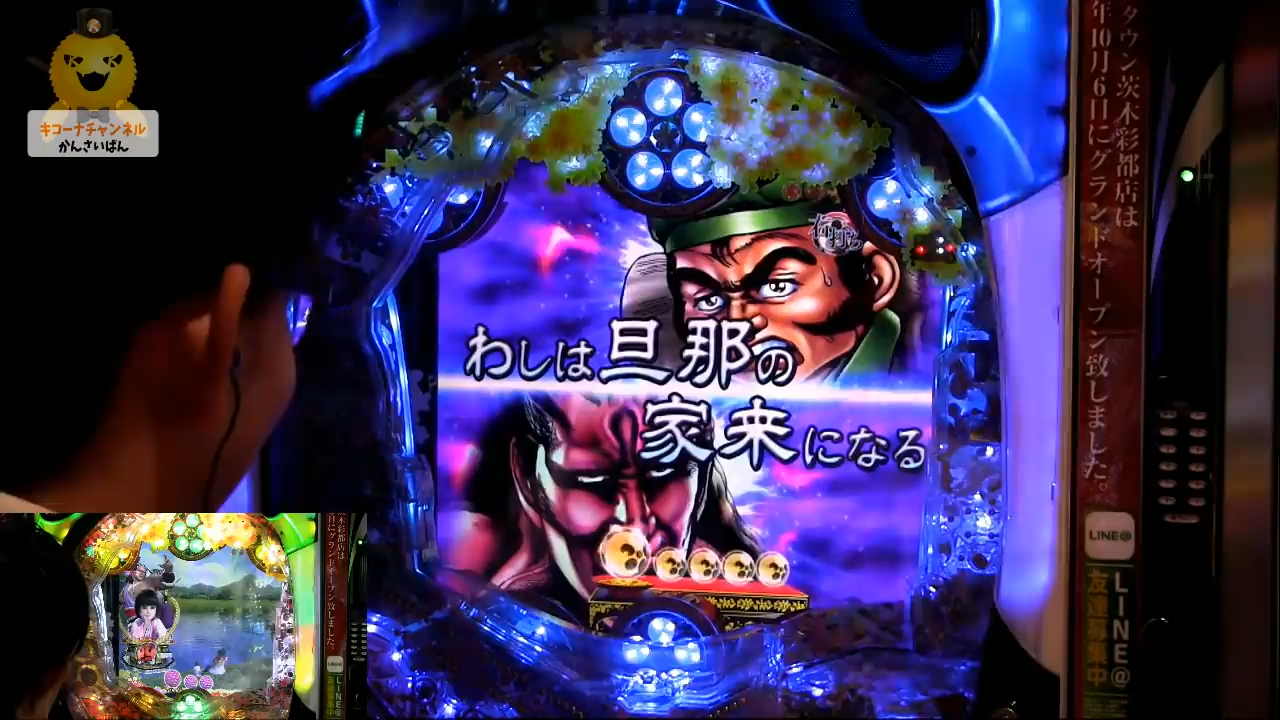 キコーナチャンネル
かんさいばん
わしは旦那の
家来になる
タウン茨木彩都店は
年10月6日にグランドオープン致しました。
LINE@
LINE@
友達募集中